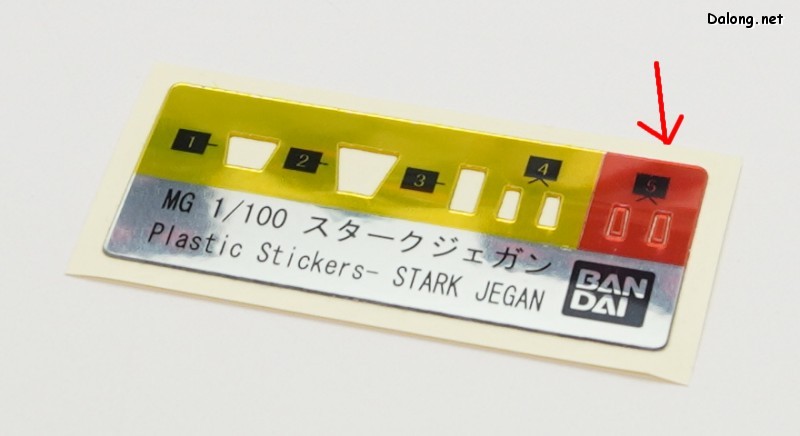 Dalong.net
1 2 3 4 5
MG 1/100 スタークジェガン
Plastic Stickers- STARK JEGAN
BAN
DAI